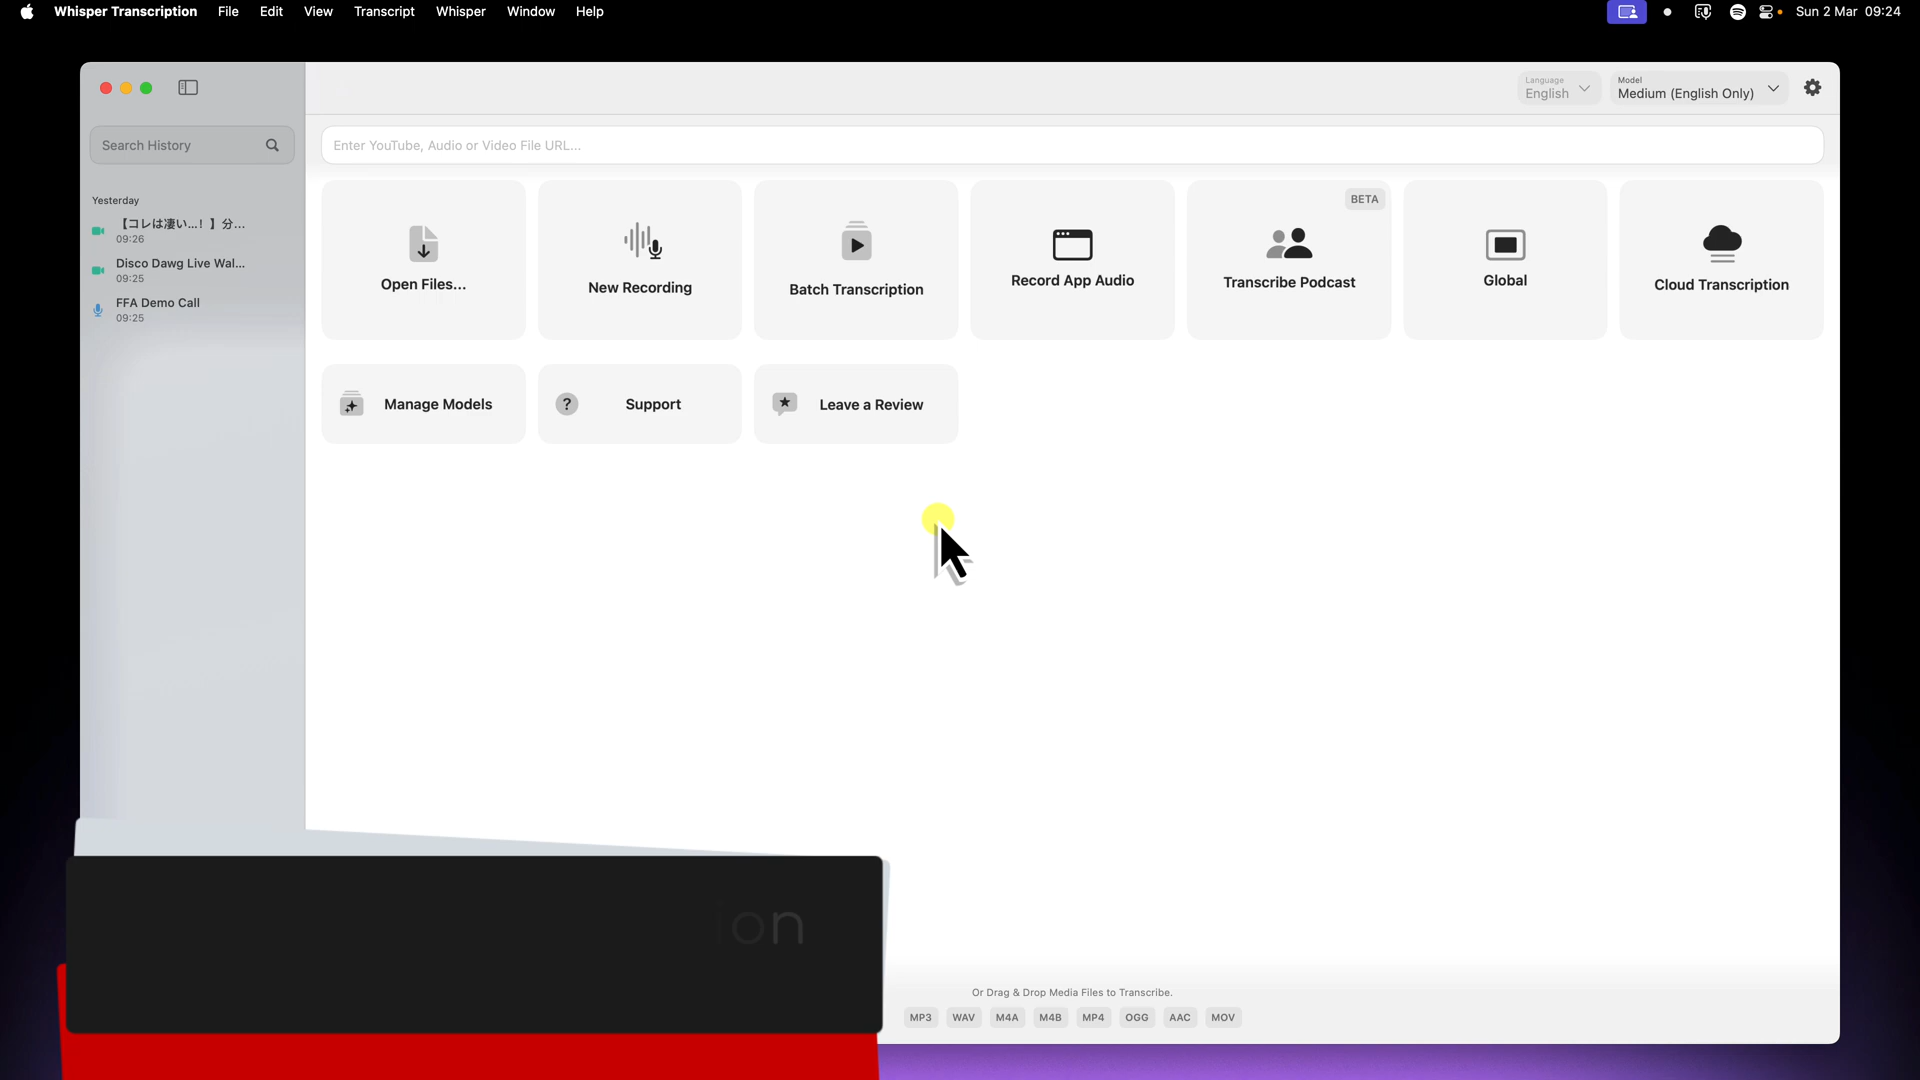 Whisper Transcription File Edit View Transcript Whisper Window Help Sun 2 Mar 09:24
Language
English
Model
Medium (English Only)
Search History
Enter YouTube, Audio or Video File URL...
Yesterday
【コレは凄い...！】分...
09:26
Disco Dawg Live Wal...
09:25
FFA Demo Call
09:25
Open Files...
New Recording
Batch Transcription
Record App Audio
BETA
Transcribe Podcast
Global
Cloud Transcription
Manage Models
Support
Leave a Review
ion
Or Drag & Drop Media Files to Transcribe.
MP3 WAV M4A M4B MP4 OGG AAC MOV